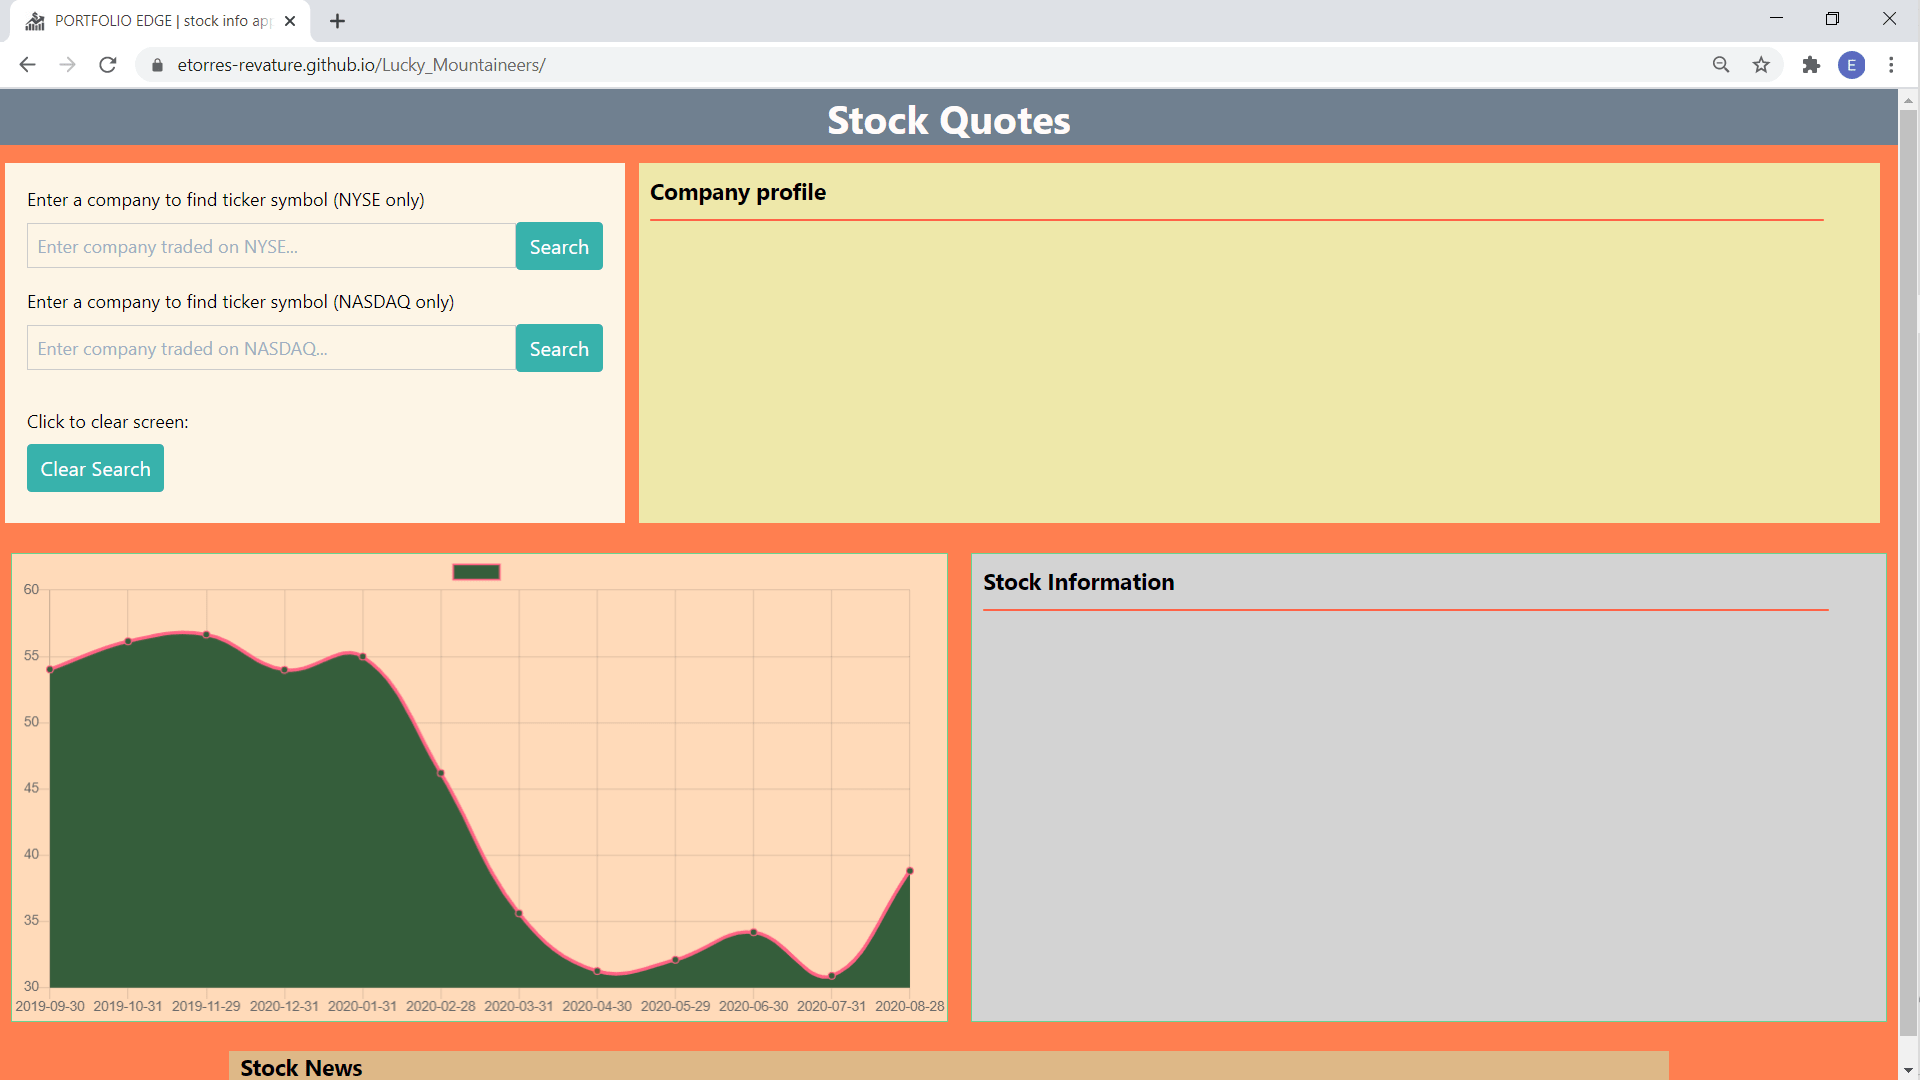 PORTFOLIO EDGE | stock info app
etorres-revature.github.io/Lucky_Mountaineers/
E
Stock Quotes
Enter a company to find ticker symbol (NYSE only)
Enter company traded on NYSE...
Search
Enter a company to find ticker symbol (NASDAQ only)
Enter company traded on NASDAQ...
Search
Click to clear screen:
Clear Search
Company profile
60
55
50
45
40
35
30
2019-09-30 2019-10-31 2019-11-29 2020-12-31 2020-01-31 2020-02-28 2020-03-31 2020-04-30 2020-05-29 2020-06-30 2020-07-31 2020-08-28
Stock Information
Stock News